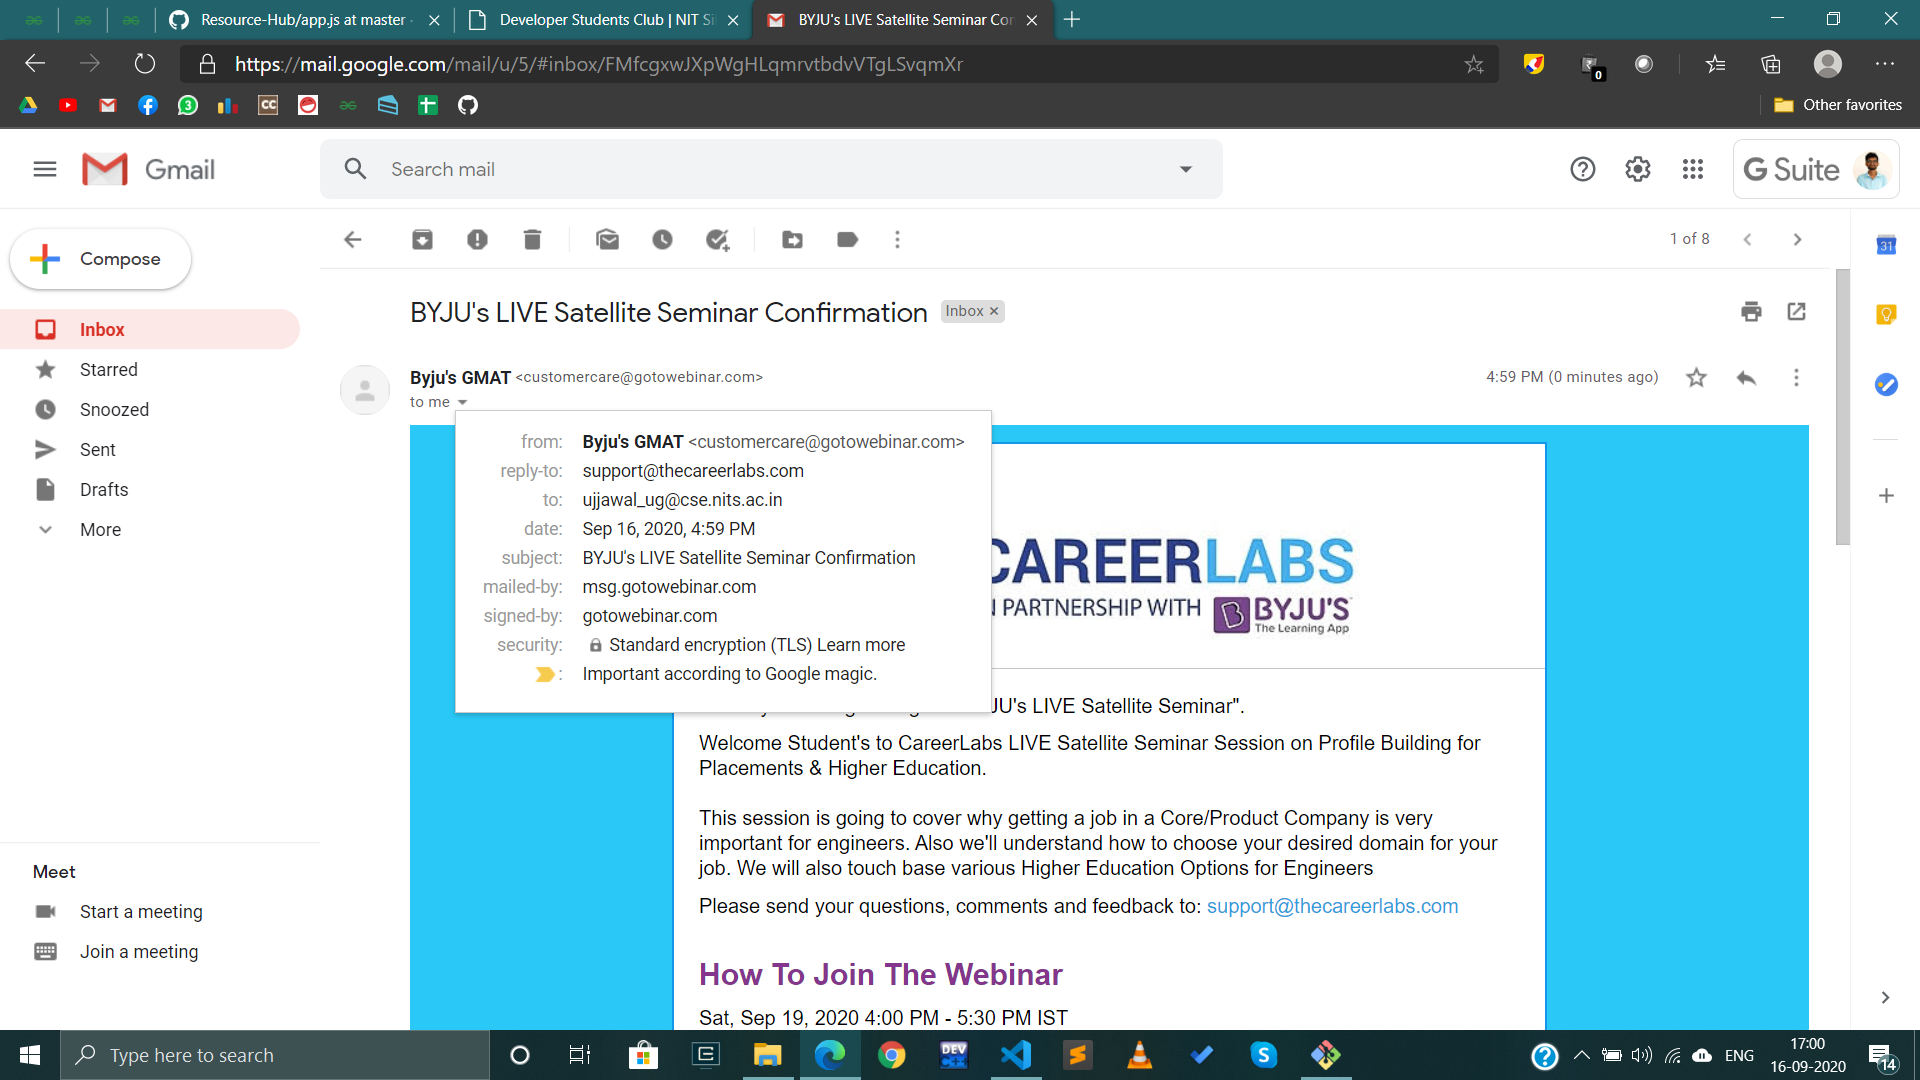 Resource-Hub/app.js at master
Developer Students Club | NIT Si
BYJU's LIVE Satellite Seminar Con
https://mail.google.com/mail/u/5/#inbox/FMfcgxwJXpWgHLqmrvtbdvVTgLSvqmXr
0
3
CC
Other favorites
Gmail
Search mail
G Suite
Compose
1 of 8
31
BYJU's LIVE Satellite Seminar Confirmation
Inbox ×
Inbox
Starred
Snoozed
Sent
Drafts
More
Byju's GMAT <customercare@gotowebinar.com>
4:59 PM (0 minutes ago)
to me
from: Byju's GMAT <customercare@gotowebinar.com>
reply-to: support@thecareerlabs.com
to: ujjawal_ug@cse.nits.ac.in
date: Sep 16, 2020, 4:59 PM
subject: BYJU's LIVE Satellite Seminar Confirmation
mailed-by: msg.gotowebinar.com
signed-by: gotowebinar.com
security: Standard encryption (TLS) Learn more
: Important according to Google magic.
CAREERLABS
PARTNERSHIP WITH BYJU'S
The Learning App
JU's LIVE Satellite Seminar".
Welcome Student's to CareerLabs LIVE Satellite Seminar Session on Profile Building for
Placements & Higher Education.
This session is going to cover why getting a job in a Core/Product Company is very
important for engineers. Also we'll understand how to choose your desired domain for your
job. We will also touch base various Higher Education Options for Engineers
Please send your questions, comments and feedback to: support@thecareerlabs.com
How To Join The Webinar
Sat, Sep 19, 2020 4:00 PM - 5:30 PM IST
Meet
Start a meeting
Join a meeting
Type here to search
DEV
ENG
17:00
16-09-2020
14